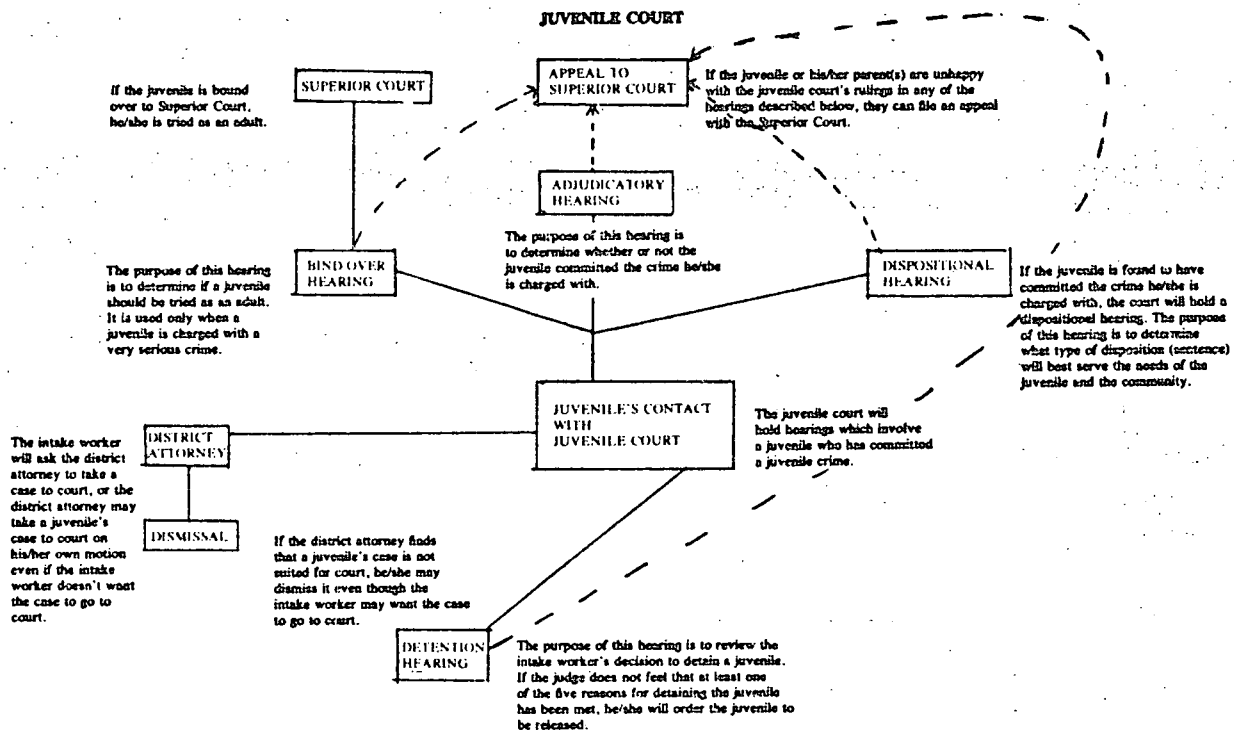 JUVENILE COURT
If the juvenile is bound
over to Superior Court,
he/she is tried as an adult.
SUPERIOR COURT
APPEAL TO
SUPERIOR COURT
If the juvenile or his/her parent(s) are unhappy
with the juvenile court's rulings in any of the
hearings described below, they can file an appeal
with the Superior Court.
ADJUDICATORY
HEARING
The purpose of this hearing is
to determine whether or not the
juvenile committed the crime he/she
is charged with.
The purpose of this hearing
is to determine if a juvenile
should be tried as an adult.
It is used only when a
juvenile is charged with a
very serious crime.
BIND OVER
HEARING
DISPOSITIONAL
HEARING
If the juvenile is found to have
committed the crime he/she is
charged with, the court will hold a
dispositional hearing. The purpose
of this hearing is to determine
what type of disposition (sentence)
will best serve the needs of the
juvenile and the community.
JUVENILE'S CONTACT
WITH
JUVENILE COURT
The juvenile court will
hold hearings which involve
a juvenile who has committed
a juvenile crime.
The intake worker
will ask the district
attorney to take a
case to court, or the
district attorney may
take a juvenile's
case to court on
his/her own motion
even if the intake
worker doesn't want
the case to go to
court.
DISTRICT
ATTORNEY
DISMISSAL
If the district attorney finds
that a juvenile's case is not
suited for court, he/she may
dismiss it even though the
intake worker may want the case
to go to court.
DETENTION
HEARING
The purpose of this hearing is to review the
intake worker's decision to detain a juvenile.
If the judge does not feel that at least one
of the five reasons for detaining the juvenile
has been met, he/she will order the juvenile to
be released.